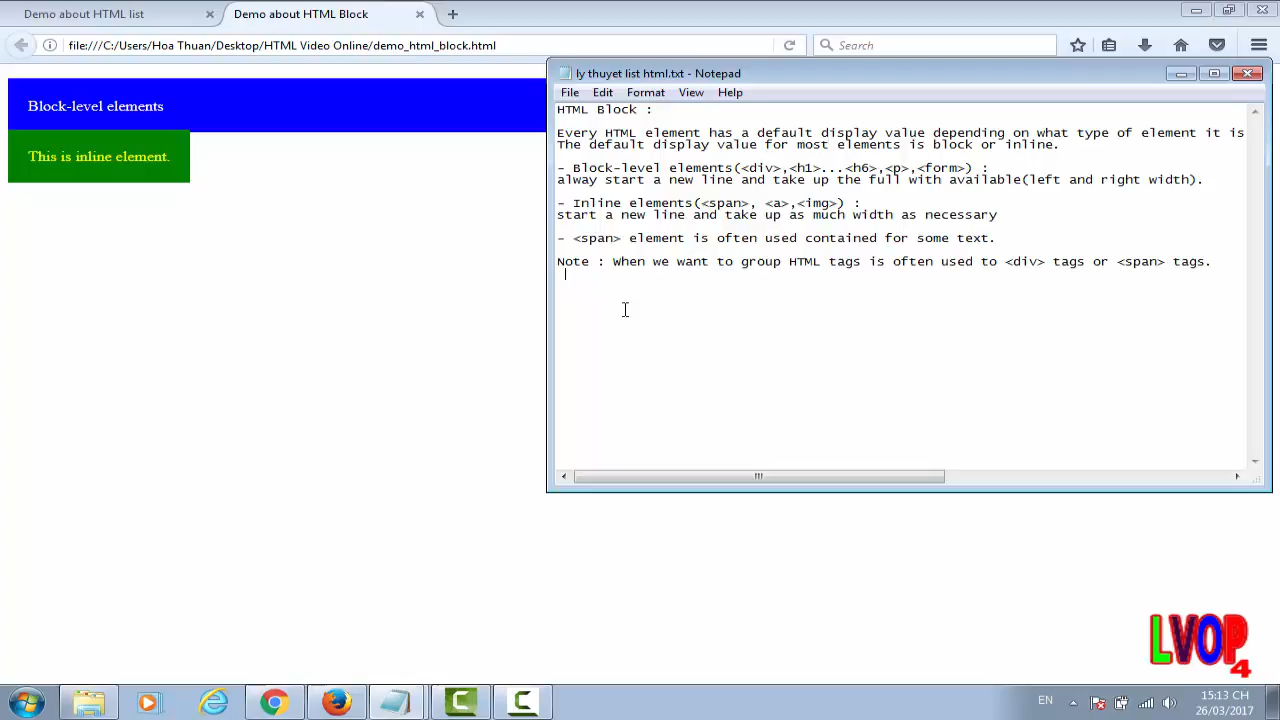 Demo about HTML list
Demo about HTML Block
file:///C:/Users/Hoa Thuan/Desktop/HTML Video Online/demo_html_block.html
Search
Block-level elements
This is inline element.
ly thuyet list html.txt - Notepad
File Edit Format View Help
HTML Block :
Every HTML element has a default display value depending on what type of element it is
The default display value for most elements is block or inline.
- Block-level elements(<div>,<h1>...<h6>,<p>,<form>) :
alway start a new line and take up the full with available(left and right width).
- Inline elements(<span>, <a>,<img>) :
start a new line and take up as much width as necessary
- <span> element is often used contained for some text.
Note : When we want to group HTML tags is often used to <div> tags or <span> tags.
LVOP
4
EN
15:13 CH
26/03/2017